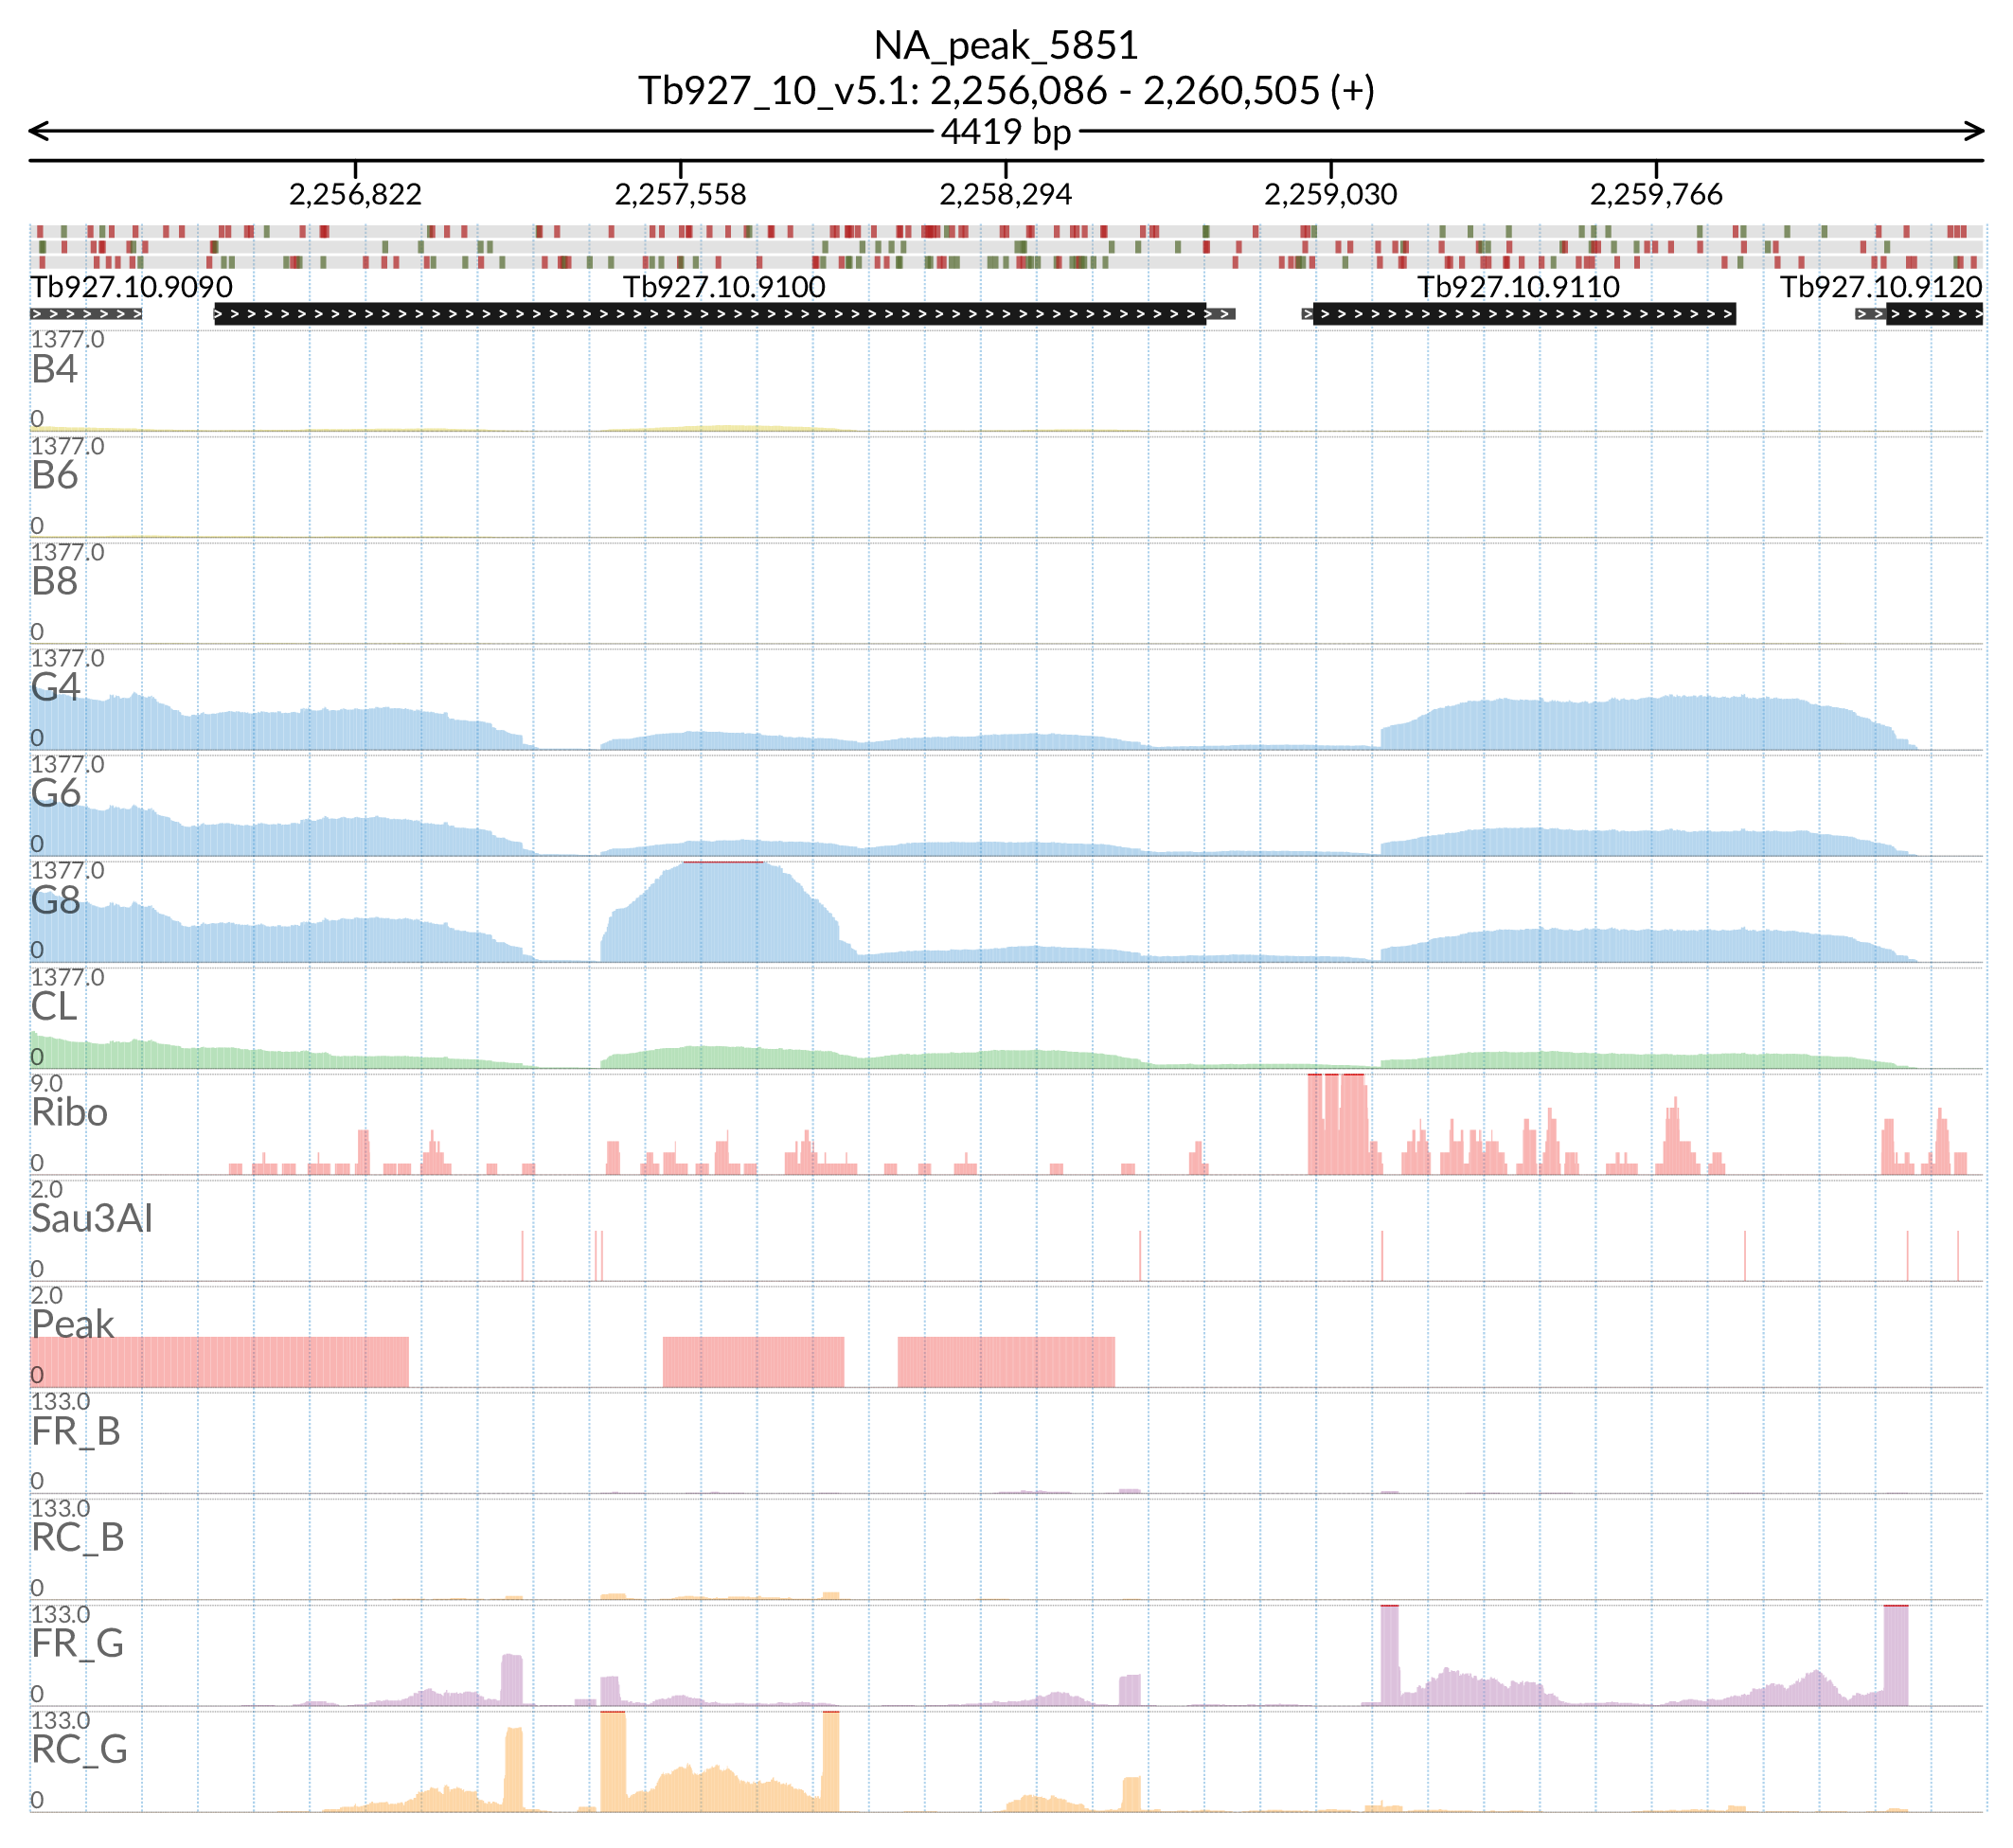 NA_peak_5851
Tb927_10_v5.1: 2,256,086 - 2,260,505 (+)
4419 bp
2,256,822 2,257,558 2,258,294 2,259,030 2,259,766
Tb927.10.9090 Tb927.10.9100 Tb927.10.9110 Tb927.10.9120
1377.0
B4
0
1377.0
B6
0
1377.0
B8
0
1377.0
G4
0
1377.0
G6
0
1377.0
G8
0
1377.0
CL
0
9.0
Ribo
0
2.0
Sau3AI
0
2.0
Peak
0
133.0
FR_B
0
133.0
RC_B
0
133.0
FR_G
0
133.0
RC_G
0